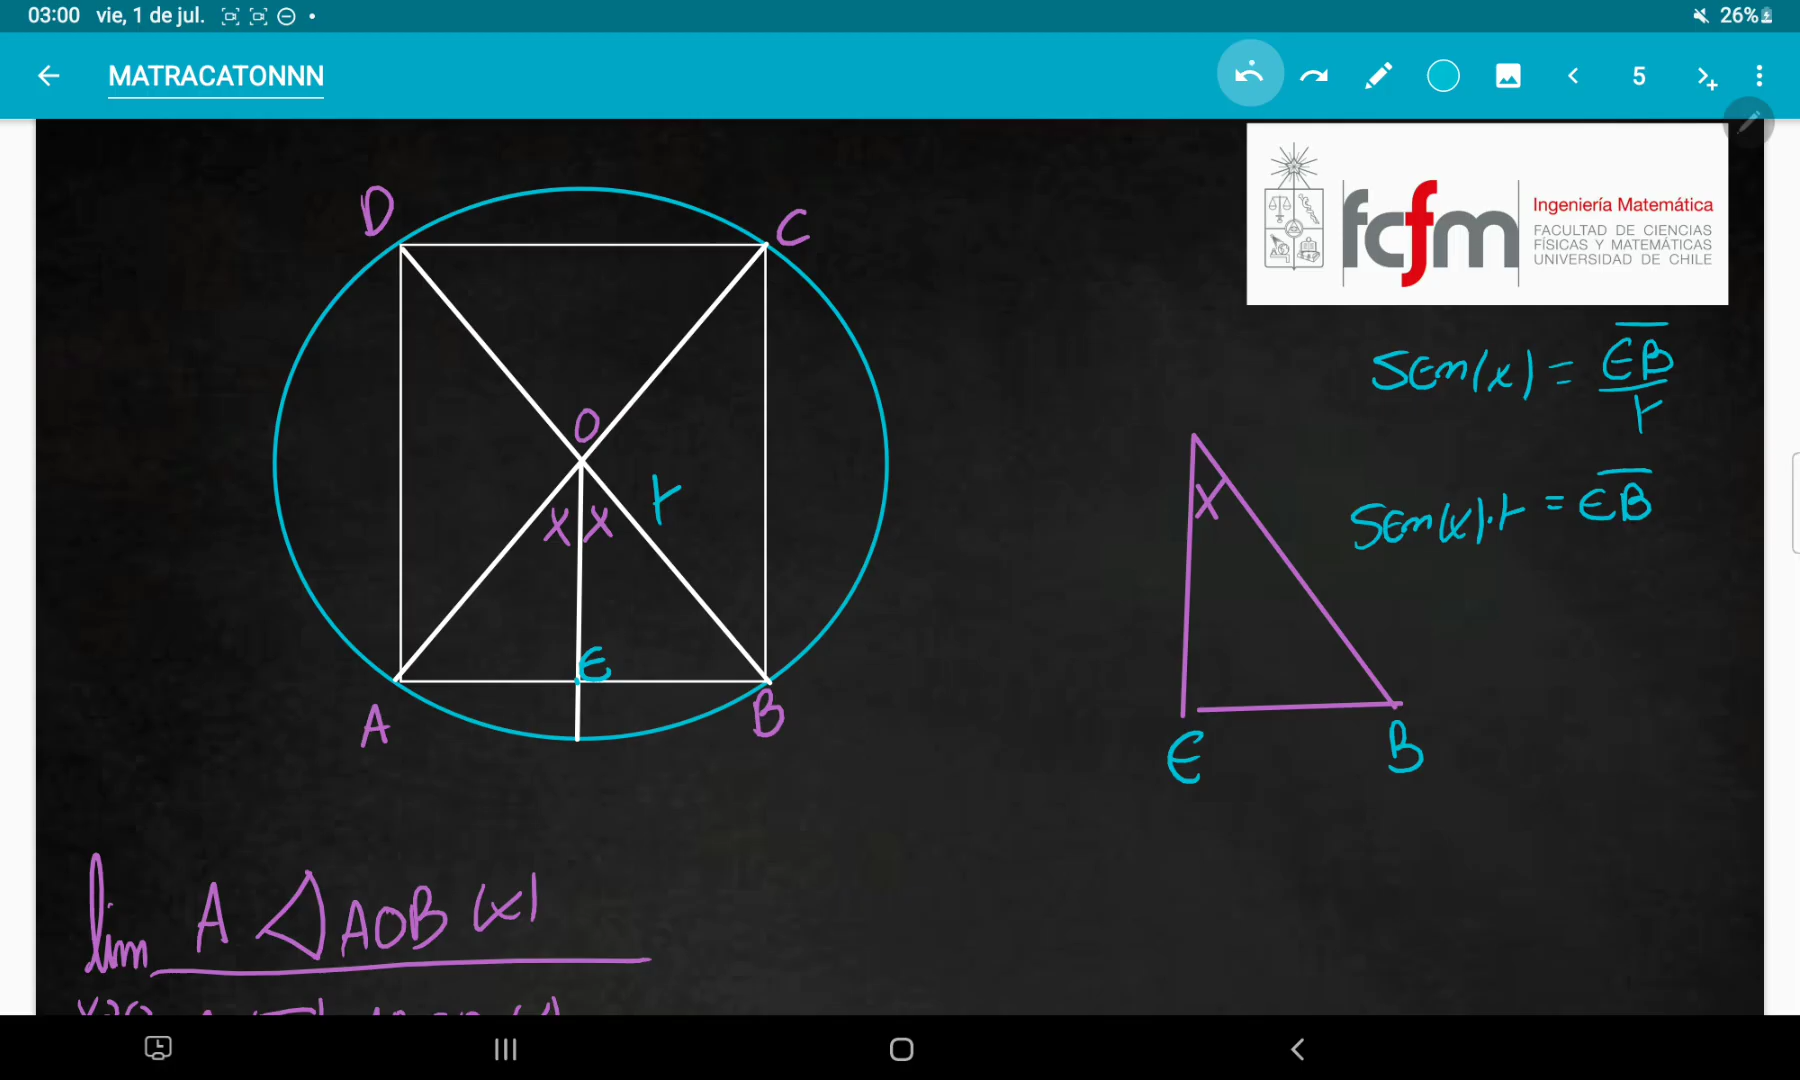 03:00 vie, 1 de jul.
26%
MATRACATONNN
5
fcfm
Ingeniería Matemática
FACULTAD DE CIENCIAS
FÍSICAS Y MATEMÁTICAS
UNIVERSIDAD DE CHILE
D
C
O
r
x x
E
A
B
Sen(x) = EB
r
Sen(x)·r = EB
x
E
B
lim A △ AOB (x)